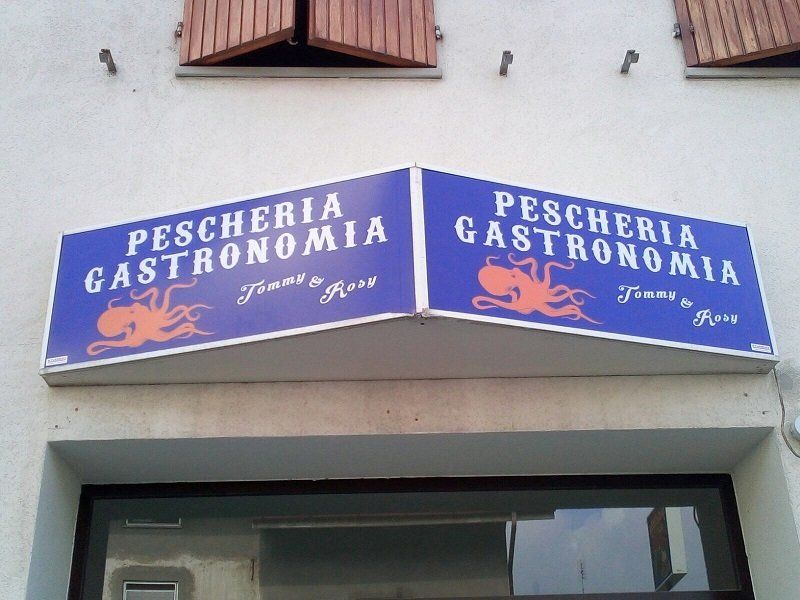 PESCHERIA
GASTRONOMIA
Tommy & Rosy
PESCHERIA
GASTRONOMIA
Tommy & Rosy